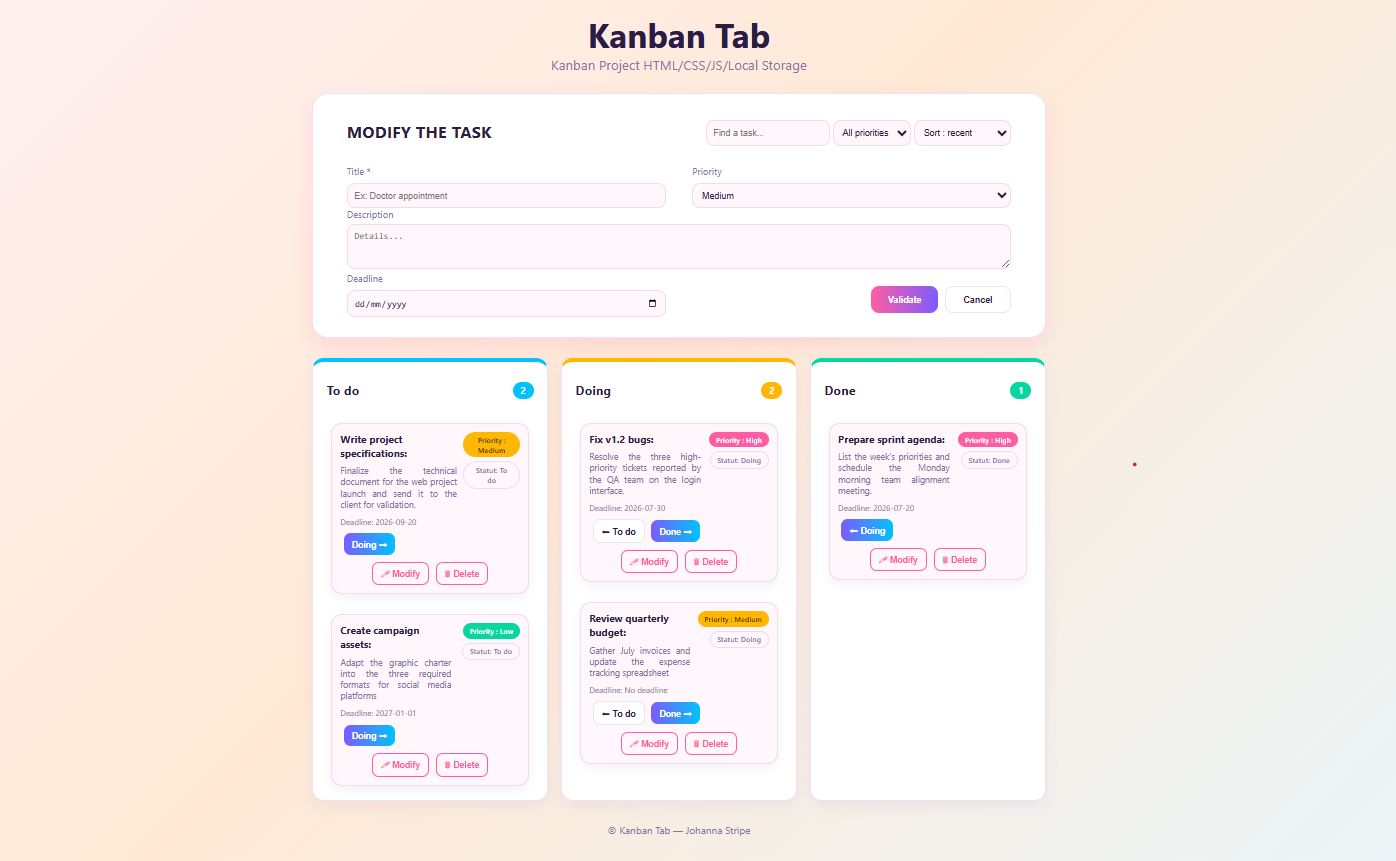 Kanban Tab
Kanban Project HTML/CSS/JS/Local Storage
MODIFY THE TASK
Find a task...
All priorities
Sort : recent
Title *
Priority
Ex: Doctor appointment
Medium
Description
Details...
Deadline
dd/mm/yyyy
Validate
Cancel
To do
2
Write project
specifications:
Priority :
Medium
Statut: To
do
Finalize the technical
document for the web project
launch and send it to the
client for validation.
Deadline: 2026-09-20
Doing ➡
Modify
Delete
Create campaign
assets:
Priority : Low
Statut: To do
Adapt the graphic charter
into the three required
formats for social media
platforms
Deadline: 2027-01-01
Doing ➡
Modify
Delete
Doing
2
Fix v1.2 bugs:
Priority : High
Statut: Doing
Resolve the three high-
priority tickets reported by
the QA team on the login
interface.
Deadline: 2026-07-30
⬅ To do
Done ➡
Modify
Delete
Review quarterly
budget:
Priority : Medium
Statut: Doing
Gather July invoices and
update the expense
tracking spreadsheet
Deadline: No deadline
⬅ To do
Done ➡
Modify
Delete
Done
1
Prepare sprint agenda:
Priority : High
Statut: Done
List the week's priorities and
schedule the Monday
morning team alignment
meeting.
Deadline: 2026-07-20
⬅ Doing
Modify
Delete
© Kanban Tab — Johanna Stripe